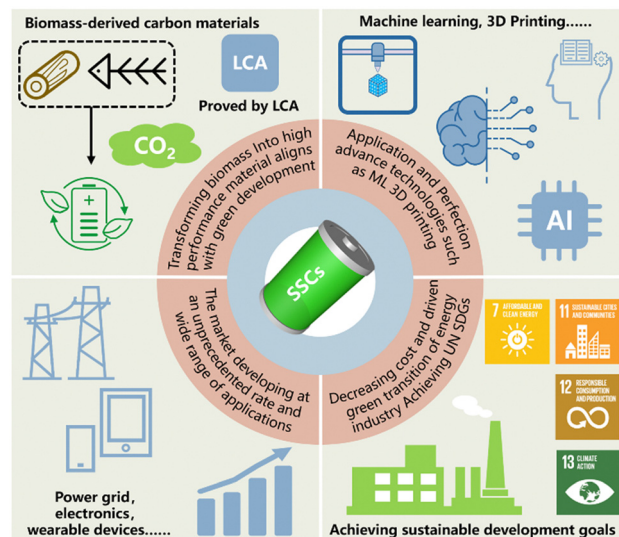 Biomass-derived carbon materials
LCA
Proved by LCA
CO2
Transforming biomass Into high
performance material aligns
with green development
Machine learning, 3D Printing......
AI
Application and Perfection
advance technologies such
as ML 3D printing
SSCs
The market developing at
an unprecedented rate and
wide range of applications
Power grid,
electronics,
wearable devices......
Decreasing cost and driven
green transition of energy
industry Achieving UN SDGs
7 AFFORDABLE AND
CLEAN ENERGY
11 SUSTAINABLE CITIES
AND COMMUNITIES
12 RESPONSIBLE
CONSUMPTION
AND PRODUCTION
13 CLIMATE
ACTION
Achieving sustainable development goals